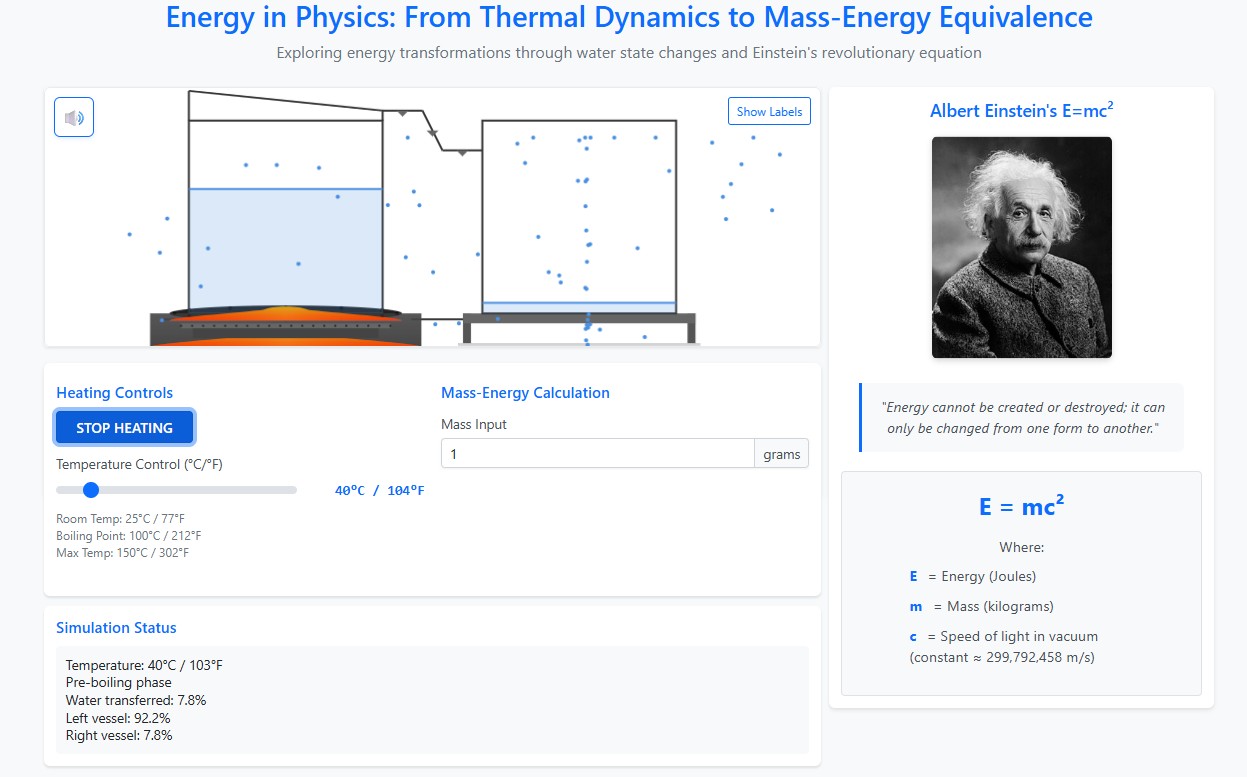 Energy in Physics: From Thermal Dynamics to Mass-Energy Equivalence
Exploring energy transformations through water state changes and Einstein's revolutionary equation
Show Labels
Heating Controls
STOP HEATING
Temperature Control (°C/°F)
40°C / 104°F
Room Temp: 25°C / 77°F
Boiling Point: 100°C / 212°F
Max Temp: 150°C / 302°F
Mass-Energy Calculation
Mass Input
1 grams
Simulation Status
Temperature: 40°C / 103°F
Pre-boiling phase
Water transferred: 7.8%
Left vessel: 92.2%
Right vessel: 7.8%
Albert Einstein's E=mc²
"Energy cannot be created or destroyed; it can
only be changed from one form to another."
E = mc²
Where:
E = Energy (Joules)
m = Mass (kilograms)
c = Speed of light in vacuum
(constant ≈ 299,792,458 m/s)